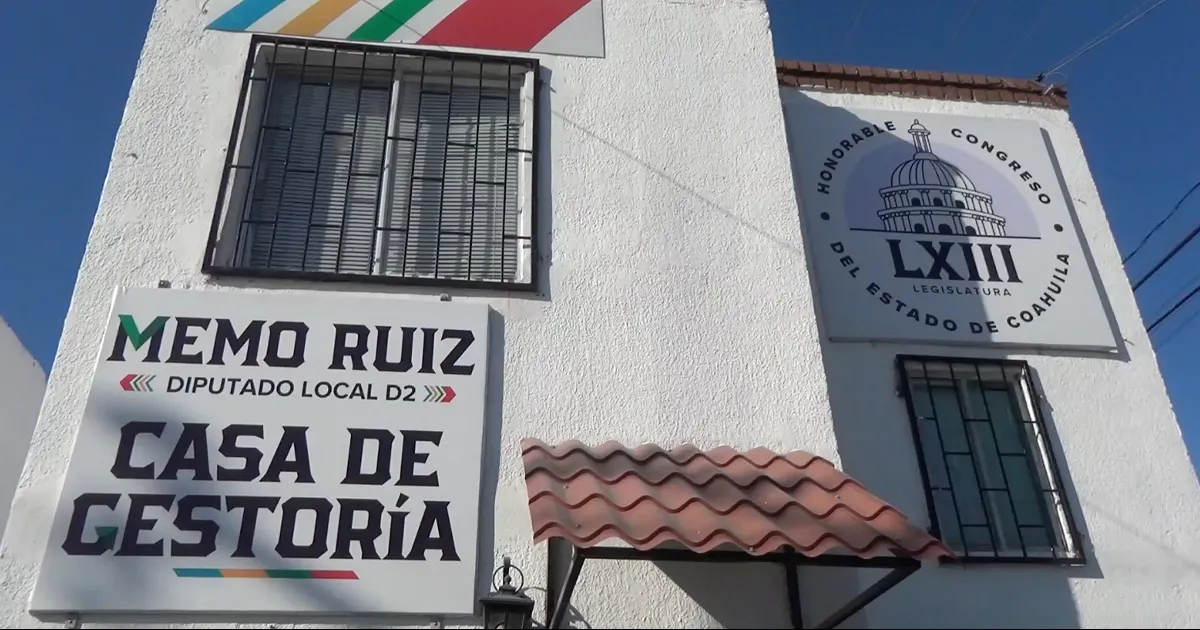 MEMO RUIZ
DIPUTADO LOCAL D2
CASA DE
GESTORÍA
HONORABLE CONGRESO
DEL ESTADO DE COAHUILA
LXIII
LEGISLATURA